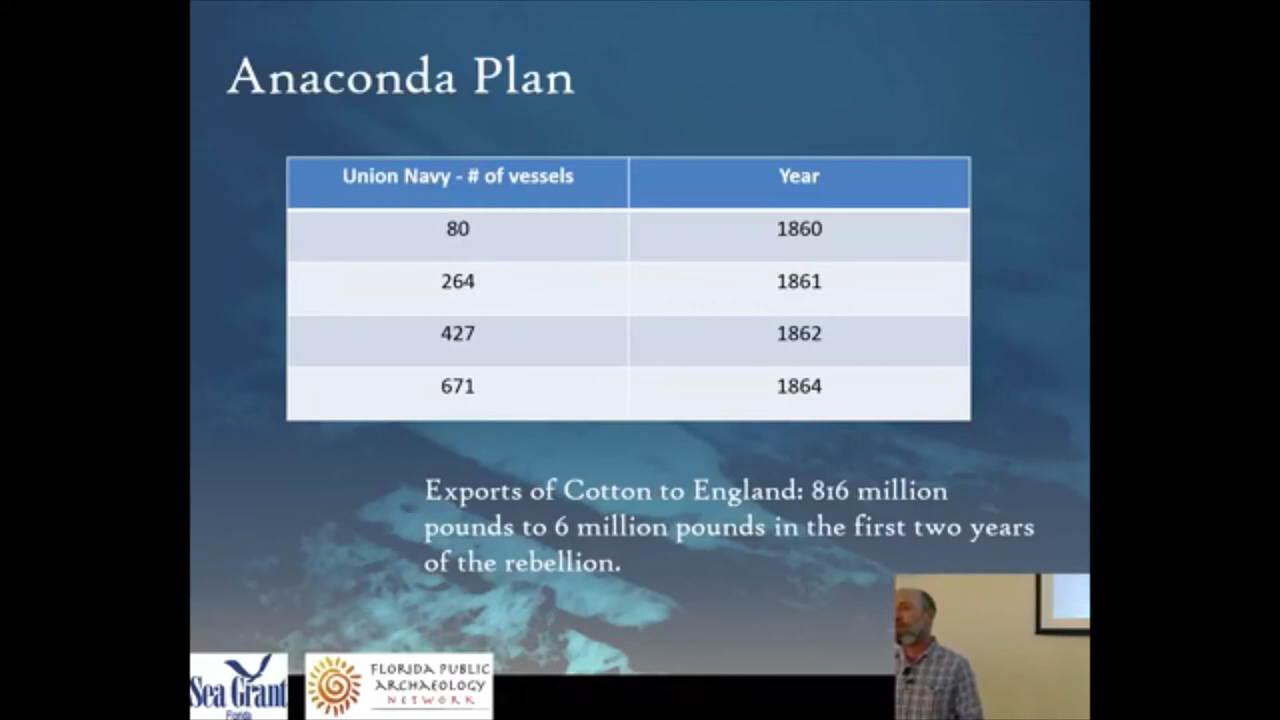 Anaconda Plan
Union Navy - # of vessels Year
80 1860
264 1861
427 1862
671 1864
Exports of Cotton to England: 816 million
pounds to 6 million pounds in the first two years
of the rebellion.
Sea Grant
Florida
FLORIDA PUBLIC
ARCHAEOLOGY
NETWORK